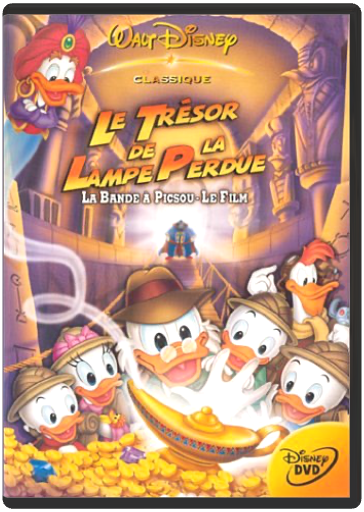 WALT DISNEY
CLASSIQUE
LE TRÉSOR
DE LA
LAMPE PERDUE
LA BANDE À PICSOU - LE FILM
DISNEY
DVD